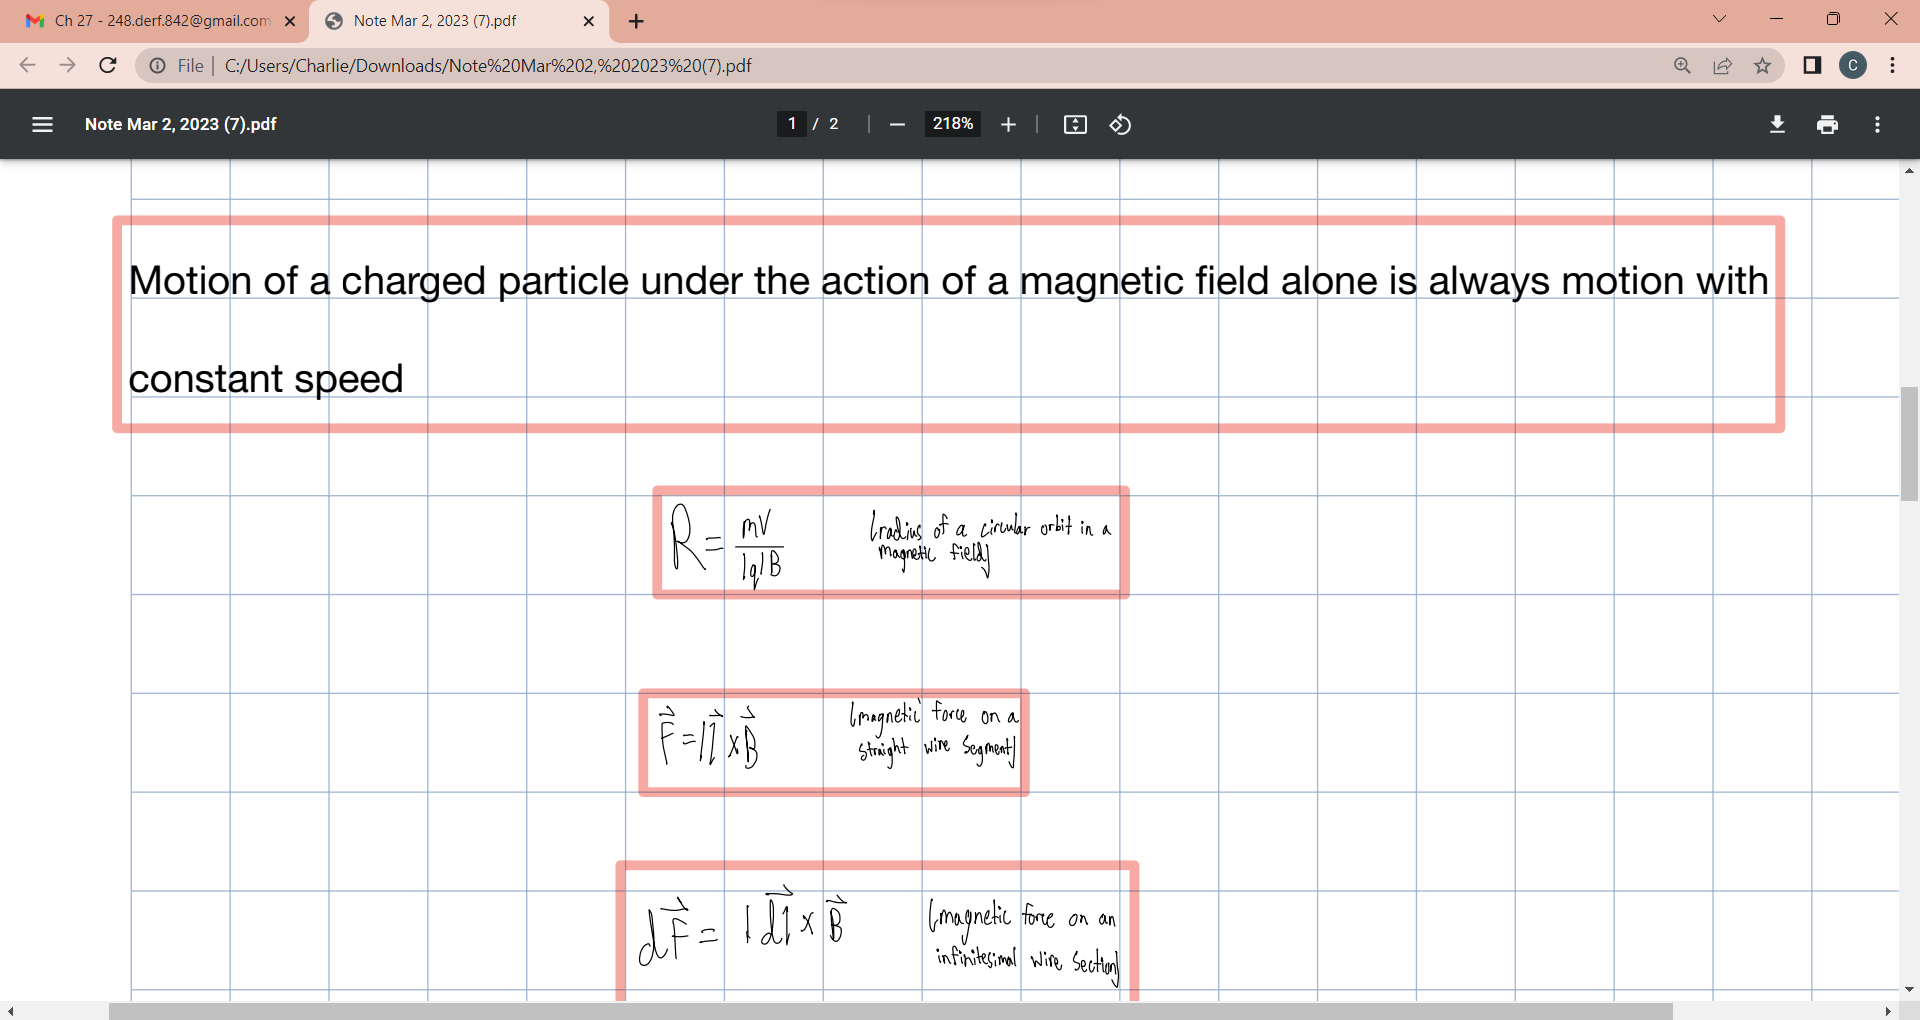 Ch 27 - 248.derf.842@gmail.com
Note Mar 2, 2023 (7).pdf
File | C:/Users/Charlie/Downloads/Note%20Mar%202,%202023%20(7).pdf
C
Note Mar 2, 2023 (7).pdf
1 / 2
218%
Motion of a charged particle under the action of a magnetic field alone is always motion with
constant speed
R = mV/|q|B
(radius of a circular orbit in a
magnetic field)
F⃗ = I l⃗ × B⃗
(magnetic force on a
straight wire segment)
dF⃗ = I dl⃗ × B⃗
(magnetic force on an
infinitesimal wire section)